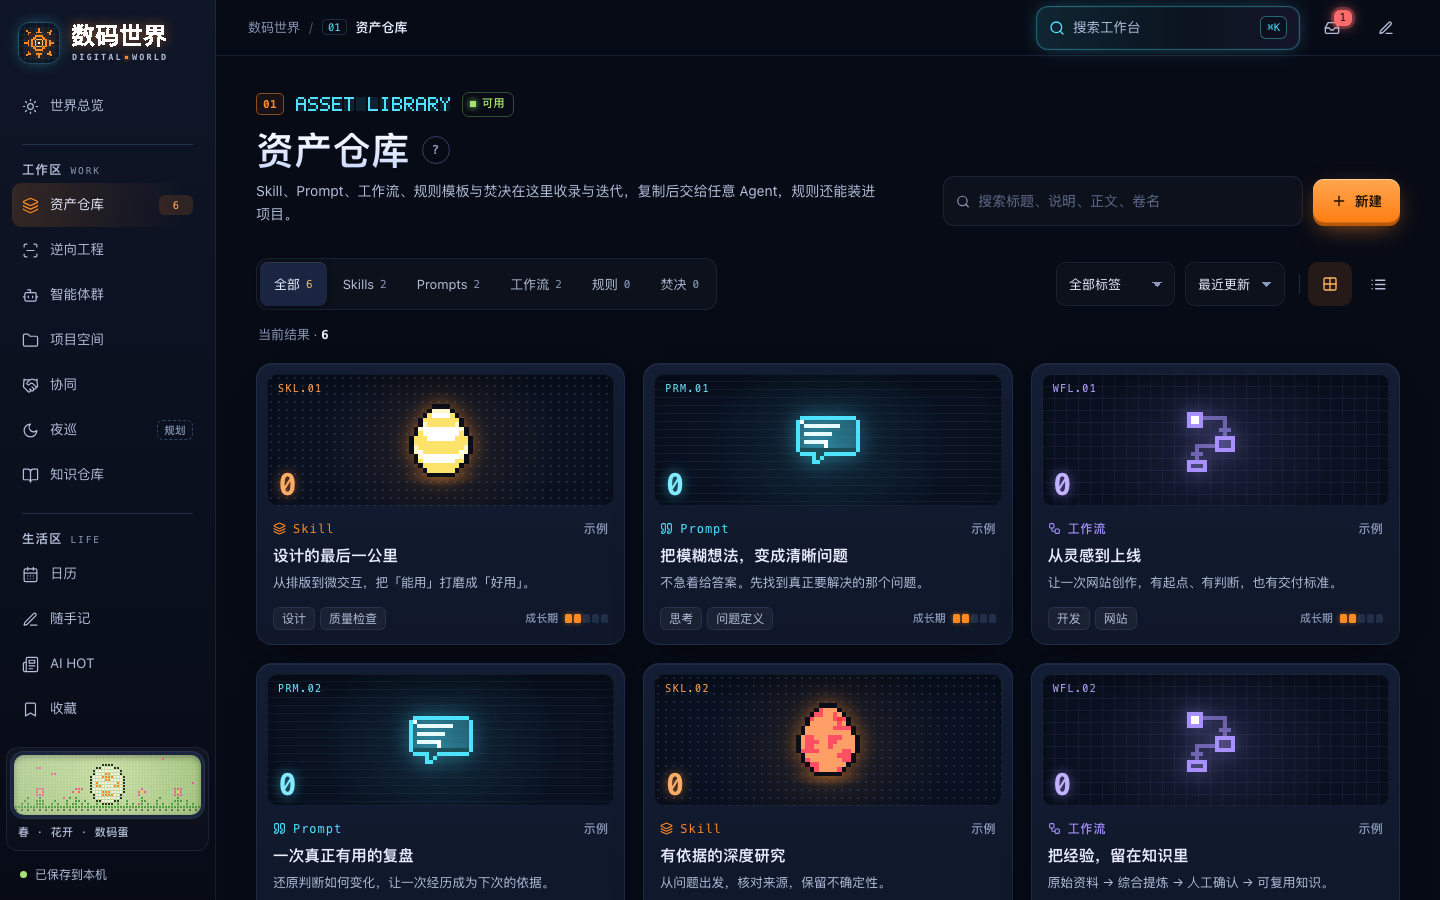 数码世界
DIGITAL WORLD
世界总览
工作区 WORK
资产仓库 6
逆向工程
智能体群
项目空间
协同
夜巡 规划
知识仓库
生活区 LIFE
日历
随手记
AI HOT
收藏
春 · 花开 · 数码蛋
已保存到本机
数码世界 / 01 资产仓库
搜索工作台 ⌘K
1
01 ASSET LIBRARY 可用
资产仓库 ?
Skill、Prompt、工作流、规则模板与焚决在这里收录与迭代，复制后交给任意 Agent，规则还能装进
项目。
搜索标题、说明、正文、卷名
新建
全部 6 Skills 2 Prompts 2 工作流 2 规则 0 焚决 0
全部标签 最近更新
当前结果 · 6
SKL.01
0
Skill 示例
设计的最后一公里
从排版到微交互，把「能用」打磨成「好用」。
设计 质量检查 成长期
PRM.01
0
Prompt 示例
把模糊想法，变成清晰问题
不急着给答案。先找到真正要解决的那个问题。
思考 问题定义 成长期
WFL.01
0
工作流 示例
从灵感到上线
让一次网站创作，有起点、有判断，也有交付标准。
开发 网站 成长期
PRM.02
0
Prompt 示例
一次真正有用的复盘
还原判断如何变化，让一次经历成为下次的依据。
SKL.02
0
Skill 示例
有依据的深度研究
从问题出发，核对来源，保留不确定性。
WFL.02
0
工作流 示例
把经验，留在知识里
原始资料 → 综合提炼 → 人工确认 → 可复用知识。